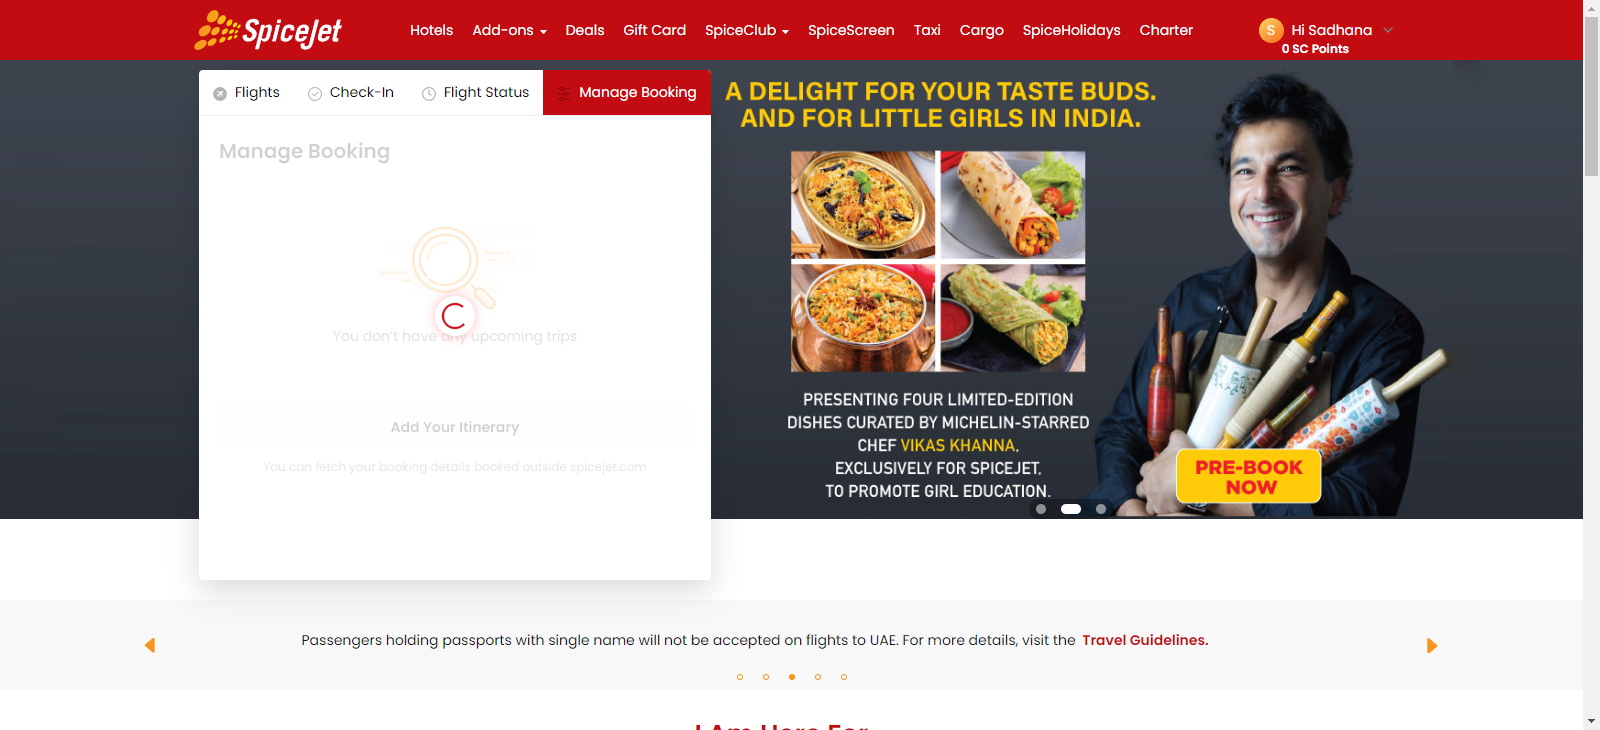 SpiceJet
Hotels
Add-ons
Deals
Gift Card
SpiceClub
SpiceScreen
Taxi
Cargo
SpiceHolidays
Charter
S
Hi Sadhana
0 SC Points
Flights
Check-In
Flight Status
Manage Booking
Manage Booking
You don't have any upcoming trips
Add Your Itinerary
You can fetch your booking details booked outside spicejet.com
A DELIGHT FOR YOUR TASTE BUDS.
AND FOR LITTLE GIRLS IN INDIA.
PRESENTING FOUR LIMITED-EDITION
DISHES CURATED BY MICHELIN-STARRED
CHEF VIKAS KHANNA,
EXCLUSIVELY FOR SPICEJET,
TO PROMOTE GIRL EDUCATION.
PRE-BOOK
NOW
Passengers holding passports with single name will not be accepted on flights to UAE. For more details, visit the Travel Guidelines.
I Am Here For